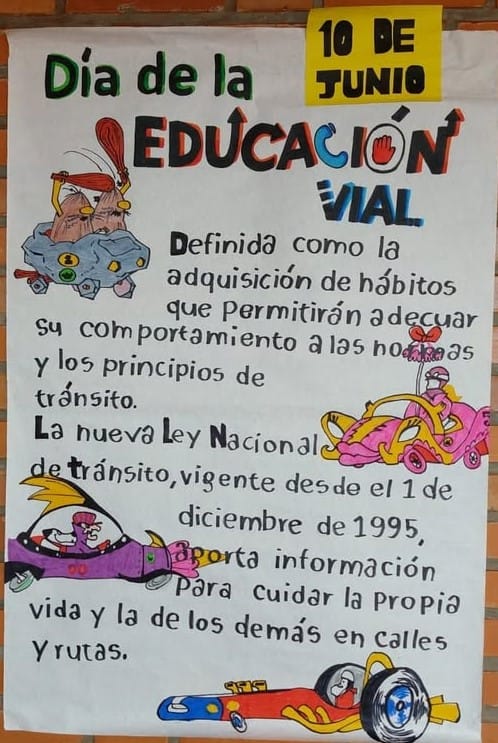 10 DE
JUNIO
Día de la
EDUCACIÓN
VIAL
Definida como la
adquisición de hábitos
que permitirán adecuar
su comportamiento a las normas
y los principios de
tránsito.
La nueva Ley Nacional
de tránsito, vigente desde el 1 de
diciembre de 1995,
aporta información
para cuidar la propia
vida y la de los demás en calles
y rutas.